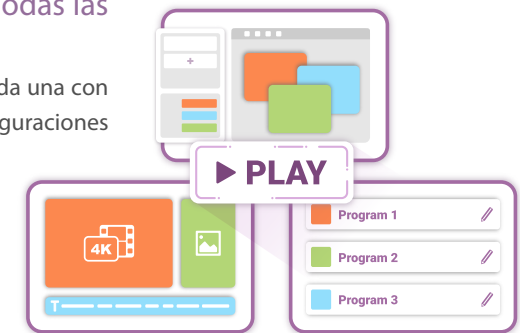 odas las
da una con
guraciones
+
PLAY
4K
T
Program 1
Program 2
Program 3